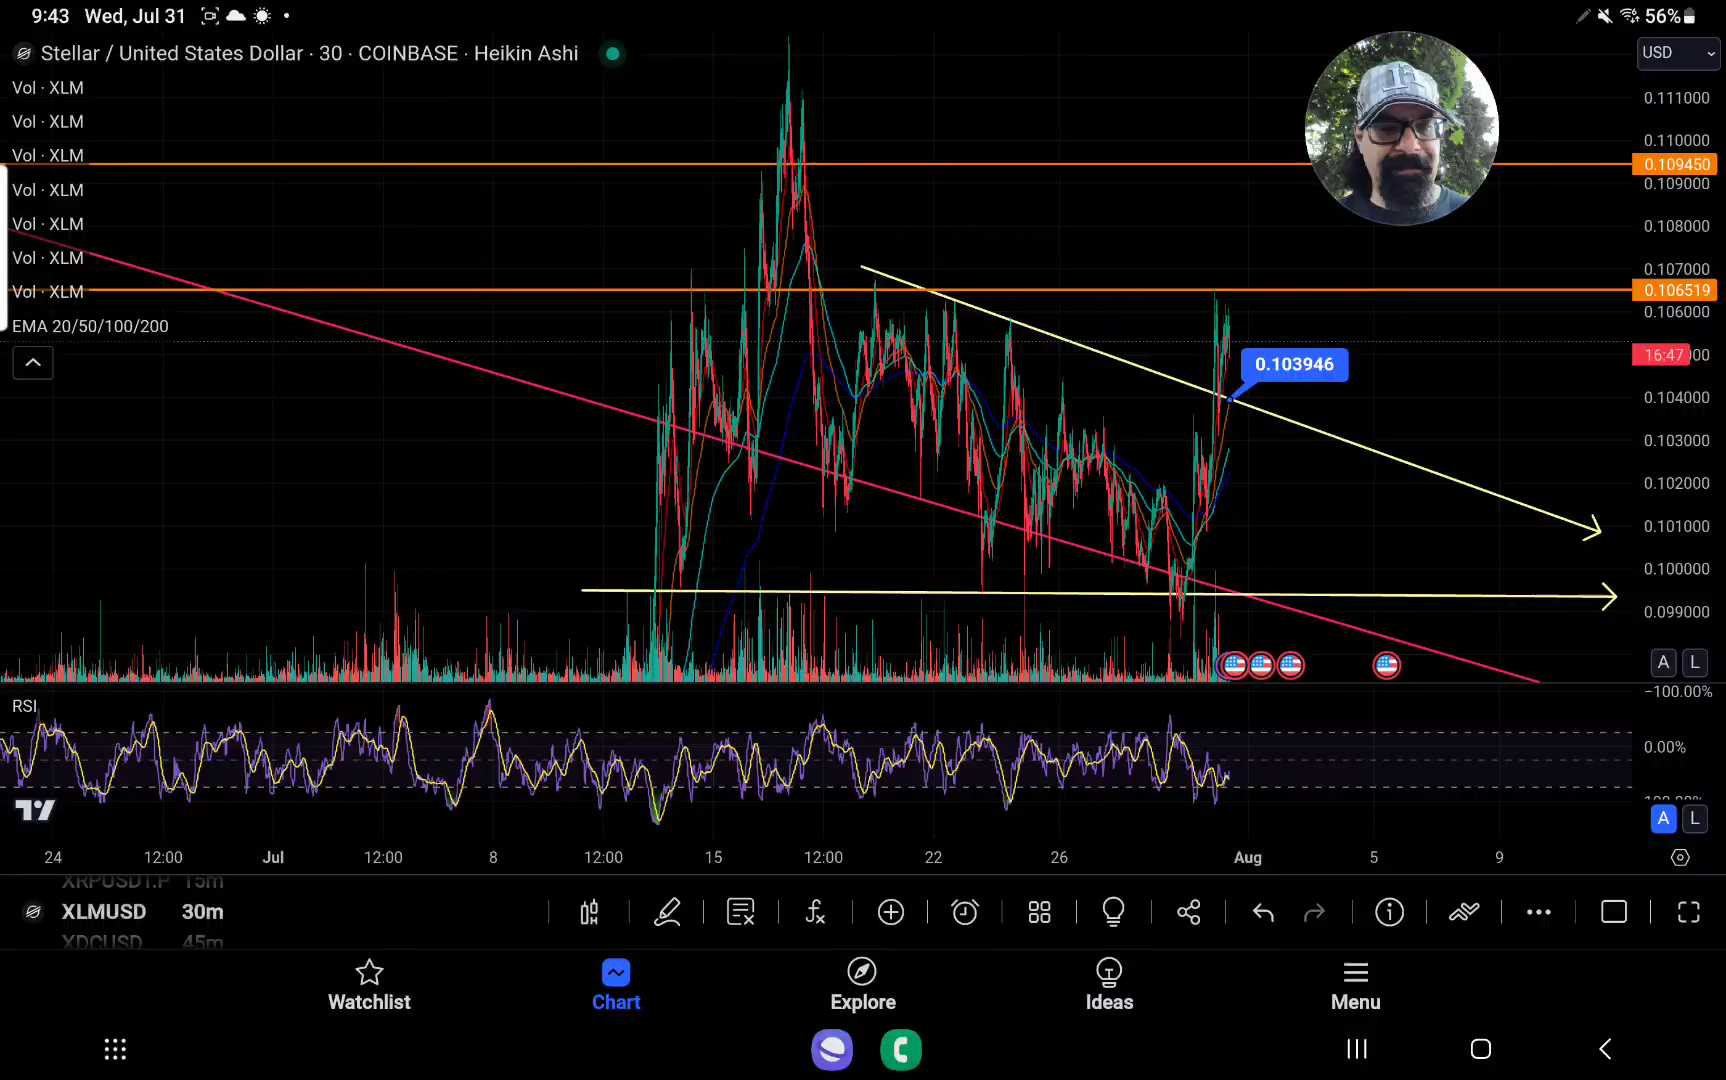 9:43 Wed, Jul 31
56%
Stellar / United States Dollar · 30 · COINBASE · Heikin Ashi
USD
Vol · XLM
Vol · XLM
Vol · XLM
Vol · XLM
Vol · XLM
Vol · XLM
Vol · XLM
EMA 20/50/100/200
0.111000
0.110000
0.109450
0.109000
0.108000
0.107000
0.106519
0.106000
16:47
0.103946
0.104000
0.103000
0.102000
0.101000
0.100000
0.099000
A L
RSI
−100.00%
0.00%
A L
24 12:00 Jul 12:00 8 12:00 15 12:00 22 26 Aug 5 9
XRPUSDT.P 15m
XLMUSD 30m
XDCUSD 45m
Watchlist Chart Explore Ideas Menu